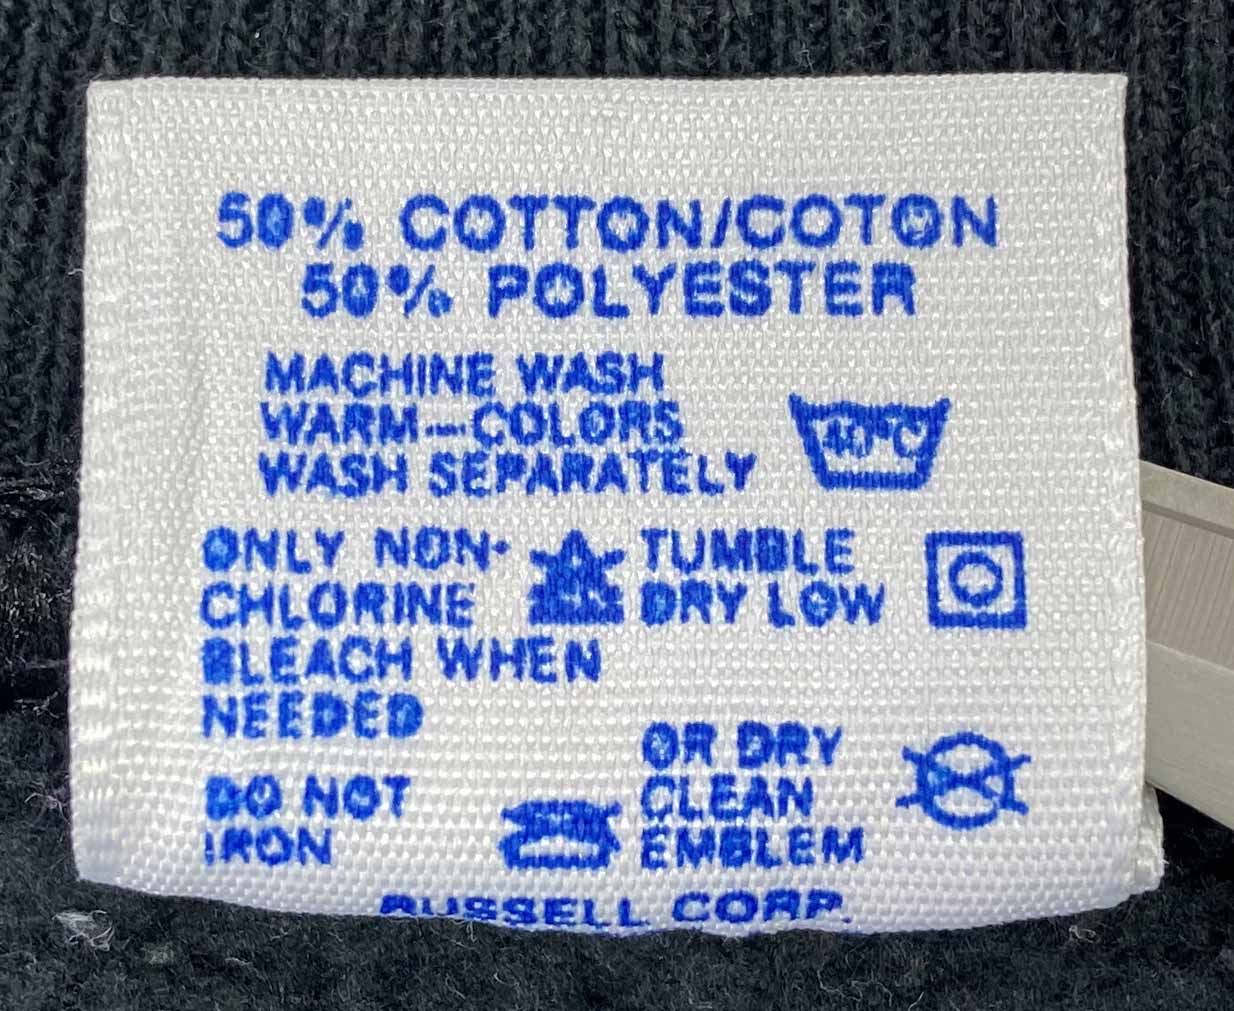 50% COTTON/COTON
50% POLYESTER
MACHINE WASH
WARM—COLORS
WASH SEPARATELY
40°C
ONLY NON-
CHLORINE
BLEACH WHEN
NEEDED
TUMBLE
DRY LOW
DO NOT
IRON
OR DRY
CLEAN
EMBLEM
RUSSELL CORP.